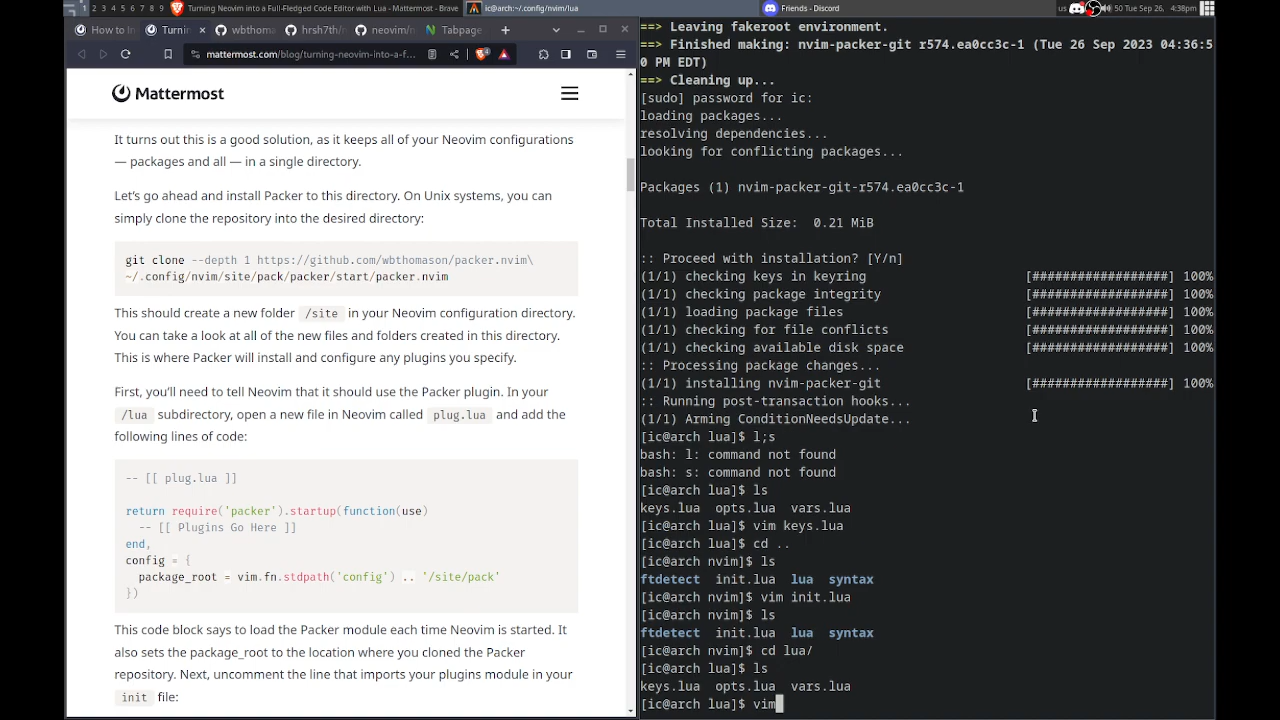 1 2 3 4 5 6 7 8 9 Turning Neovim into a Full-Fledged Code Editor with Lua - Mattermost - Brave ic@arch:~/.config/nvim/lua Friends - Discord us 50 Tue Sep 26, 4:38pm
How to In Turnin wbthom hrsh7th/ neovim/ Tabpage
mattermost.com/blog/turning-neovim-into-a-f...
Mattermost
It turns out this is a good solution, as it keeps all of your Neovim configurations
— packages and all — in a single directory.
Let's go ahead and install Packer to this directory. On Unix systems, you can
simply clone the repository into the desired directory:
git clone --depth 1 https://github.com/wbthomason/packer.nvim\
~/.config/nvim/site/pack/packer/start/packer.nvim
This should create a new folder /site in your Neovim configuration directory.
You can take a look at all of the new files and folders created in this directory.
This is where Packer will install and configure any plugins you specify.
First, you'll need to tell Neovim that it should use the Packer plugin. In your
/lua subdirectory, open a new file in Neovim called plug.lua and add the
following lines of code:
-- [[ plug.lua ]]
return require('packer').startup(function(use)
-- [[ Plugins Go Here ]]
end,
config = {
package_root = vim.fn.stdpath('config') .. '/site/pack'
})
This code block says to load the Packer module each time Neovim is started. It
also sets the package_root to the location where you cloned the Packer
repository. Next, uncomment the line that imports your plugins module in your
init file:
==> Leaving fakeroot environment.
==> Finished making: nvim-packer-git r574.ea0cc3c-1 (Tue 26 Sep 2023 04:36:5
0 PM EDT)
==> Cleaning up...
[sudo] password for ic:
loading packages...
resolving dependencies...
looking for conflicting packages...
Packages (1) nvim-packer-git-r574.ea0cc3c-1
Total Installed Size:  0.21 MiB
:: Proceed with installation? [Y/n]
(1/1) checking keys in keyring [##################] 100%
(1/1) checking package integrity [##################] 100%
(1/1) loading package files [##################] 100%
(1/1) checking for file conflicts [##################] 100%
(1/1) checking available disk space [##################] 100%
:: Processing package changes...
(1/1) installing nvim-packer-git [##################] 100%
:: Running post-transaction hooks...
(1/1) Arming ConditionNeedsUpdate...
[ic@arch lua]$ l;s
bash: l: command not found
bash: s: command not found
[ic@arch lua]$ ls
keys.lua  opts.lua  vars.lua
[ic@arch lua]$ vim keys.lua
[ic@arch lua]$ cd ..
[ic@arch nvim]$ ls
ftdetect  init.lua  lua  syntax
[ic@arch nvim]$ vim init.lua
[ic@arch nvim]$ ls
ftdetect  init.lua  lua  syntax
[ic@arch nvim]$ cd lua/
[ic@arch lua]$ ls
keys.lua  opts.lua  vars.lua
[ic@arch lua]$ vim